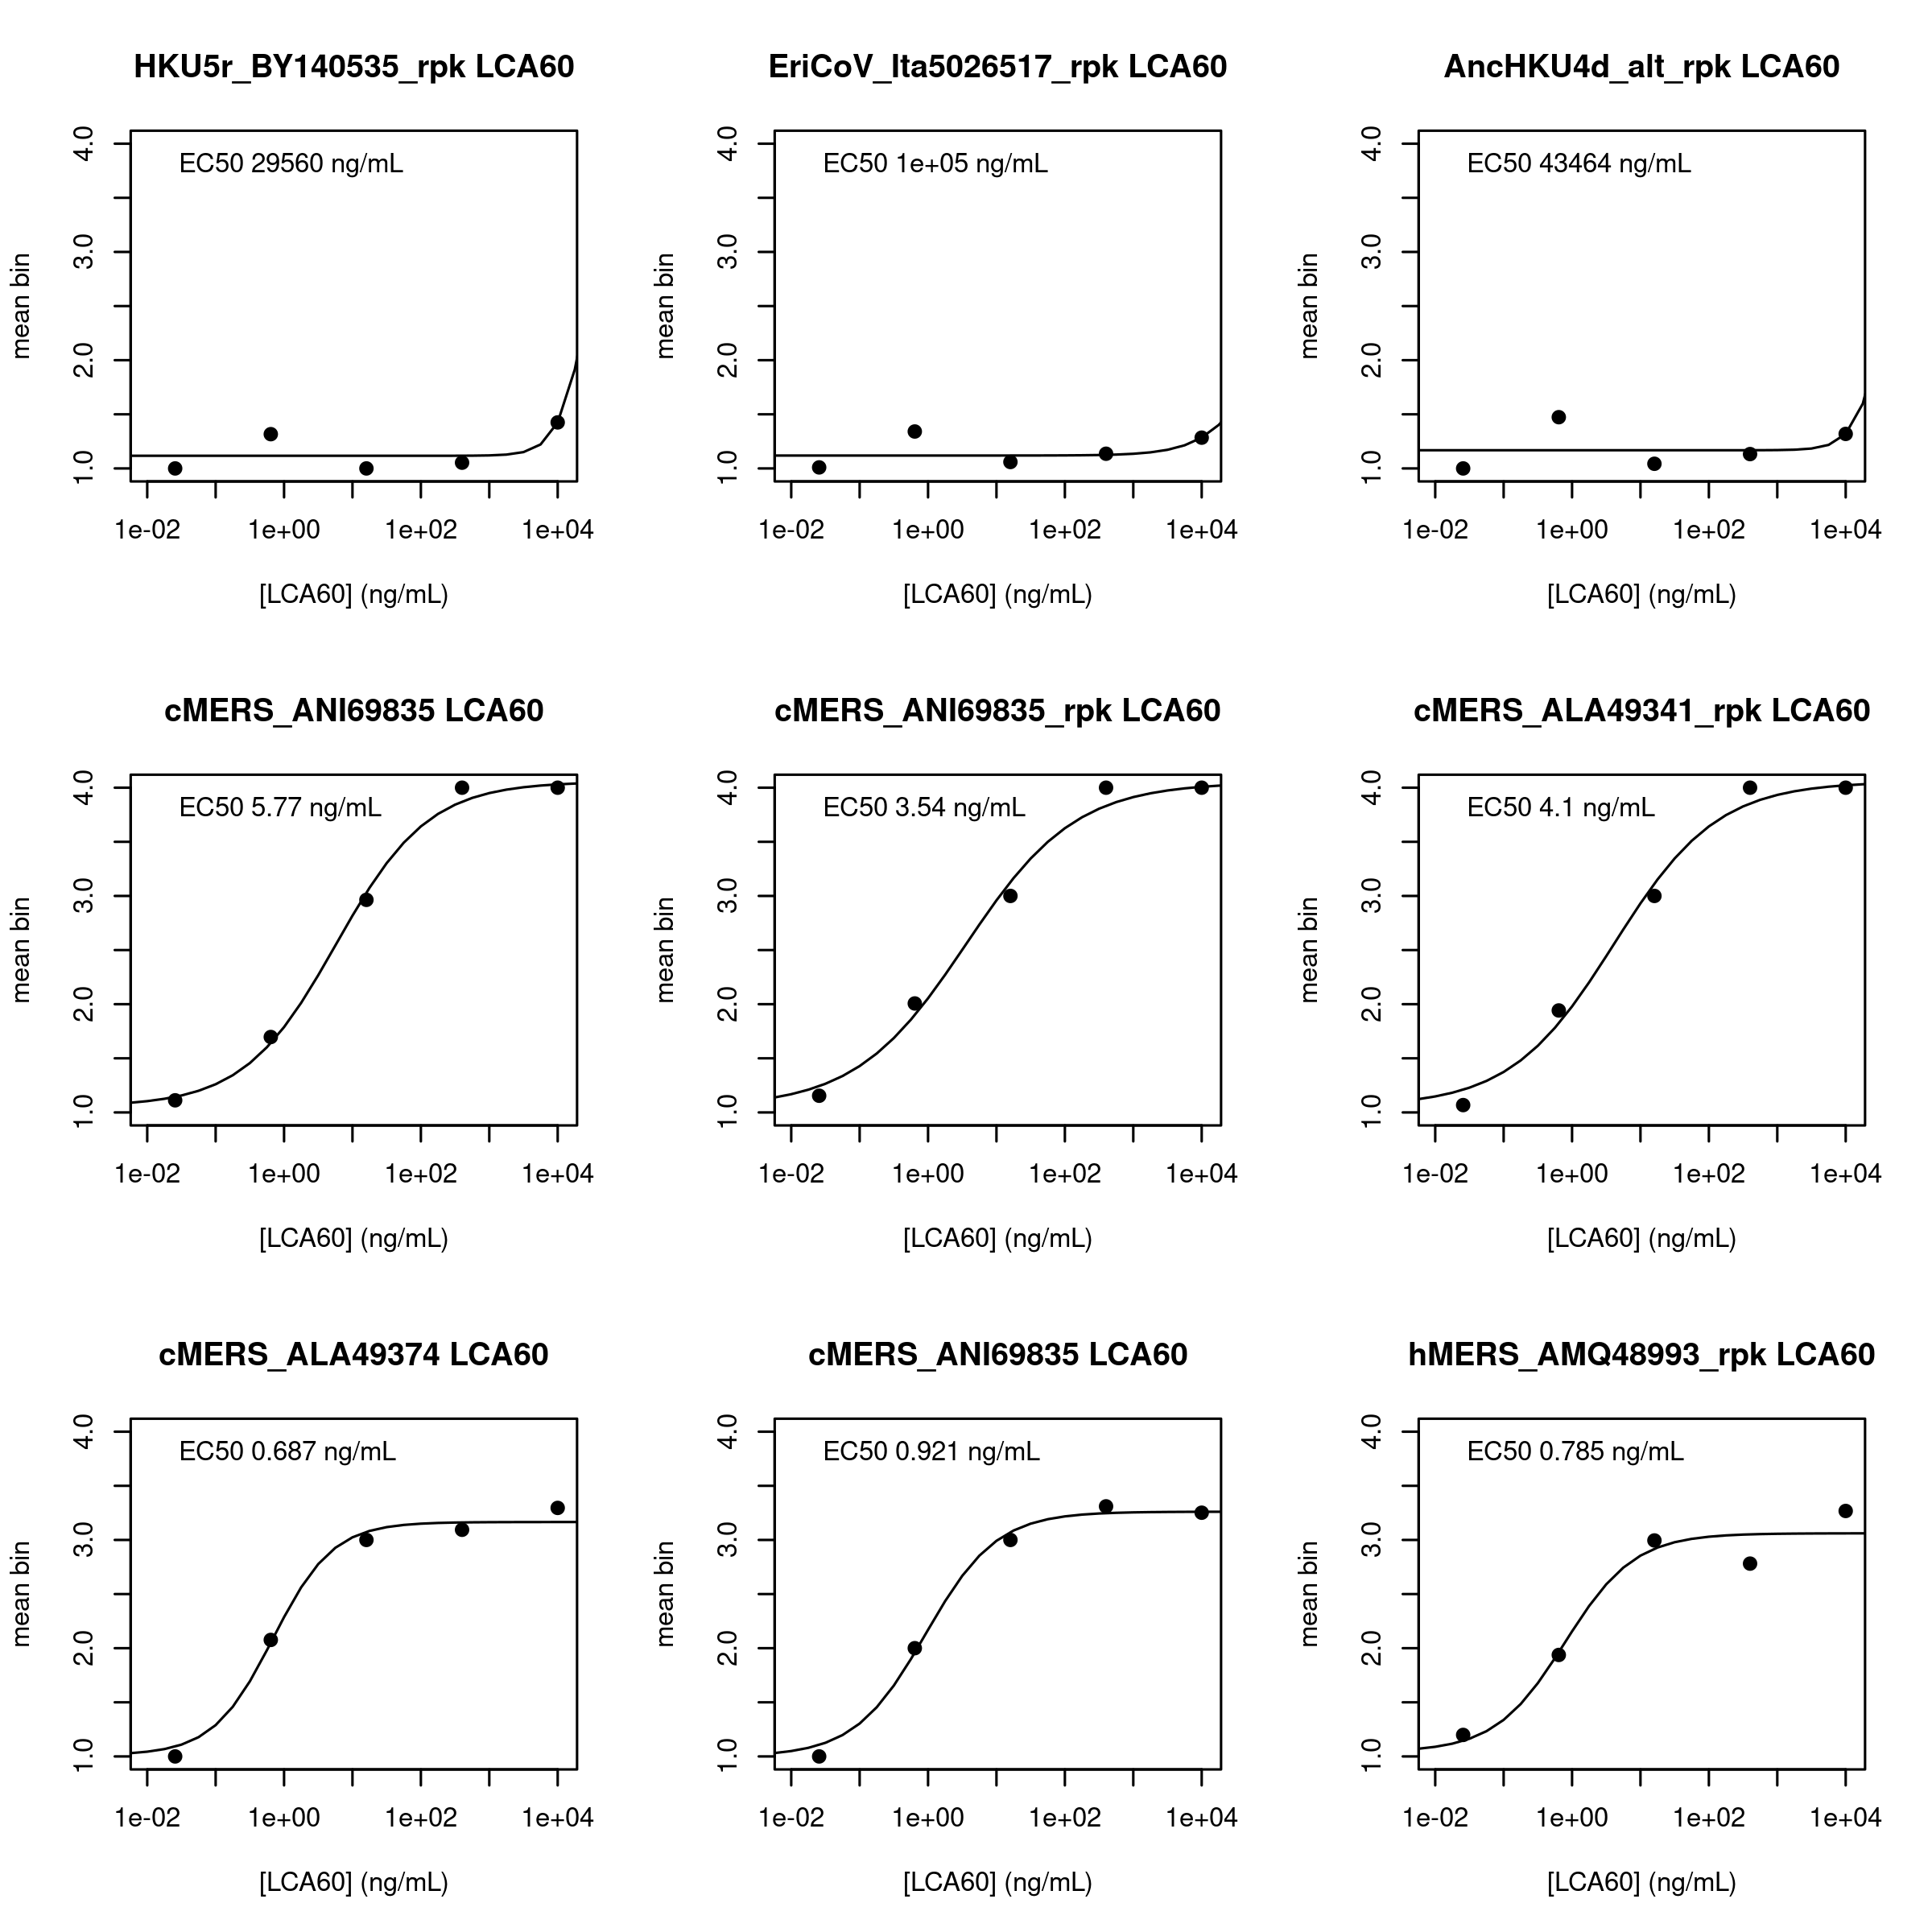 HKU5r_BY140535_rpk LCA60
EC50 29560 ng/mL
mean bin
1.0 2.0 3.0 4.0
1e-02 1e+00 1e+02 1e+04
[LCA60] (ng/mL)
EriCoV_Ita5026517_rpk LCA60
EC50 1e+05 ng/mL
mean bin
1.0 2.0 3.0 4.0
1e-02 1e+00 1e+02 1e+04
[LCA60] (ng/mL)
AncHKU4d_alt_rpk LCA60
EC50 43464 ng/mL
mean bin
1.0 2.0 3.0 4.0
1e-02 1e+00 1e+02 1e+04
[LCA60] (ng/mL)
cMERS_ANI69835 LCA60
EC50 5.77 ng/mL
mean bin
1.0 2.0 3.0 4.0
1e-02 1e+00 1e+02 1e+04
[LCA60] (ng/mL)
cMERS_ANI69835_rpk LCA60
EC50 3.54 ng/mL
mean bin
1.0 2.0 3.0 4.0
1e-02 1e+00 1e+02 1e+04
[LCA60] (ng/mL)
cMERS_ALA49341_rpk LCA60
EC50 4.1 ng/mL
mean bin
1.0 2.0 3.0 4.0
1e-02 1e+00 1e+02 1e+04
[LCA60] (ng/mL)
cMERS_ALA49374 LCA60
EC50 0.687 ng/mL
mean bin
1.0 2.0 3.0 4.0
1e-02 1e+00 1e+02 1e+04
[LCA60] (ng/mL)
cMERS_ANI69835 LCA60
EC50 0.921 ng/mL
mean bin
1.0 2.0 3.0 4.0
1e-02 1e+00 1e+02 1e+04
[LCA60] (ng/mL)
hMERS_AMQ48993_rpk LCA60
EC50 0.785 ng/mL
mean bin
1.0 2.0 3.0 4.0
1e-02 1e+00 1e+02 1e+04
[LCA60] (ng/mL)